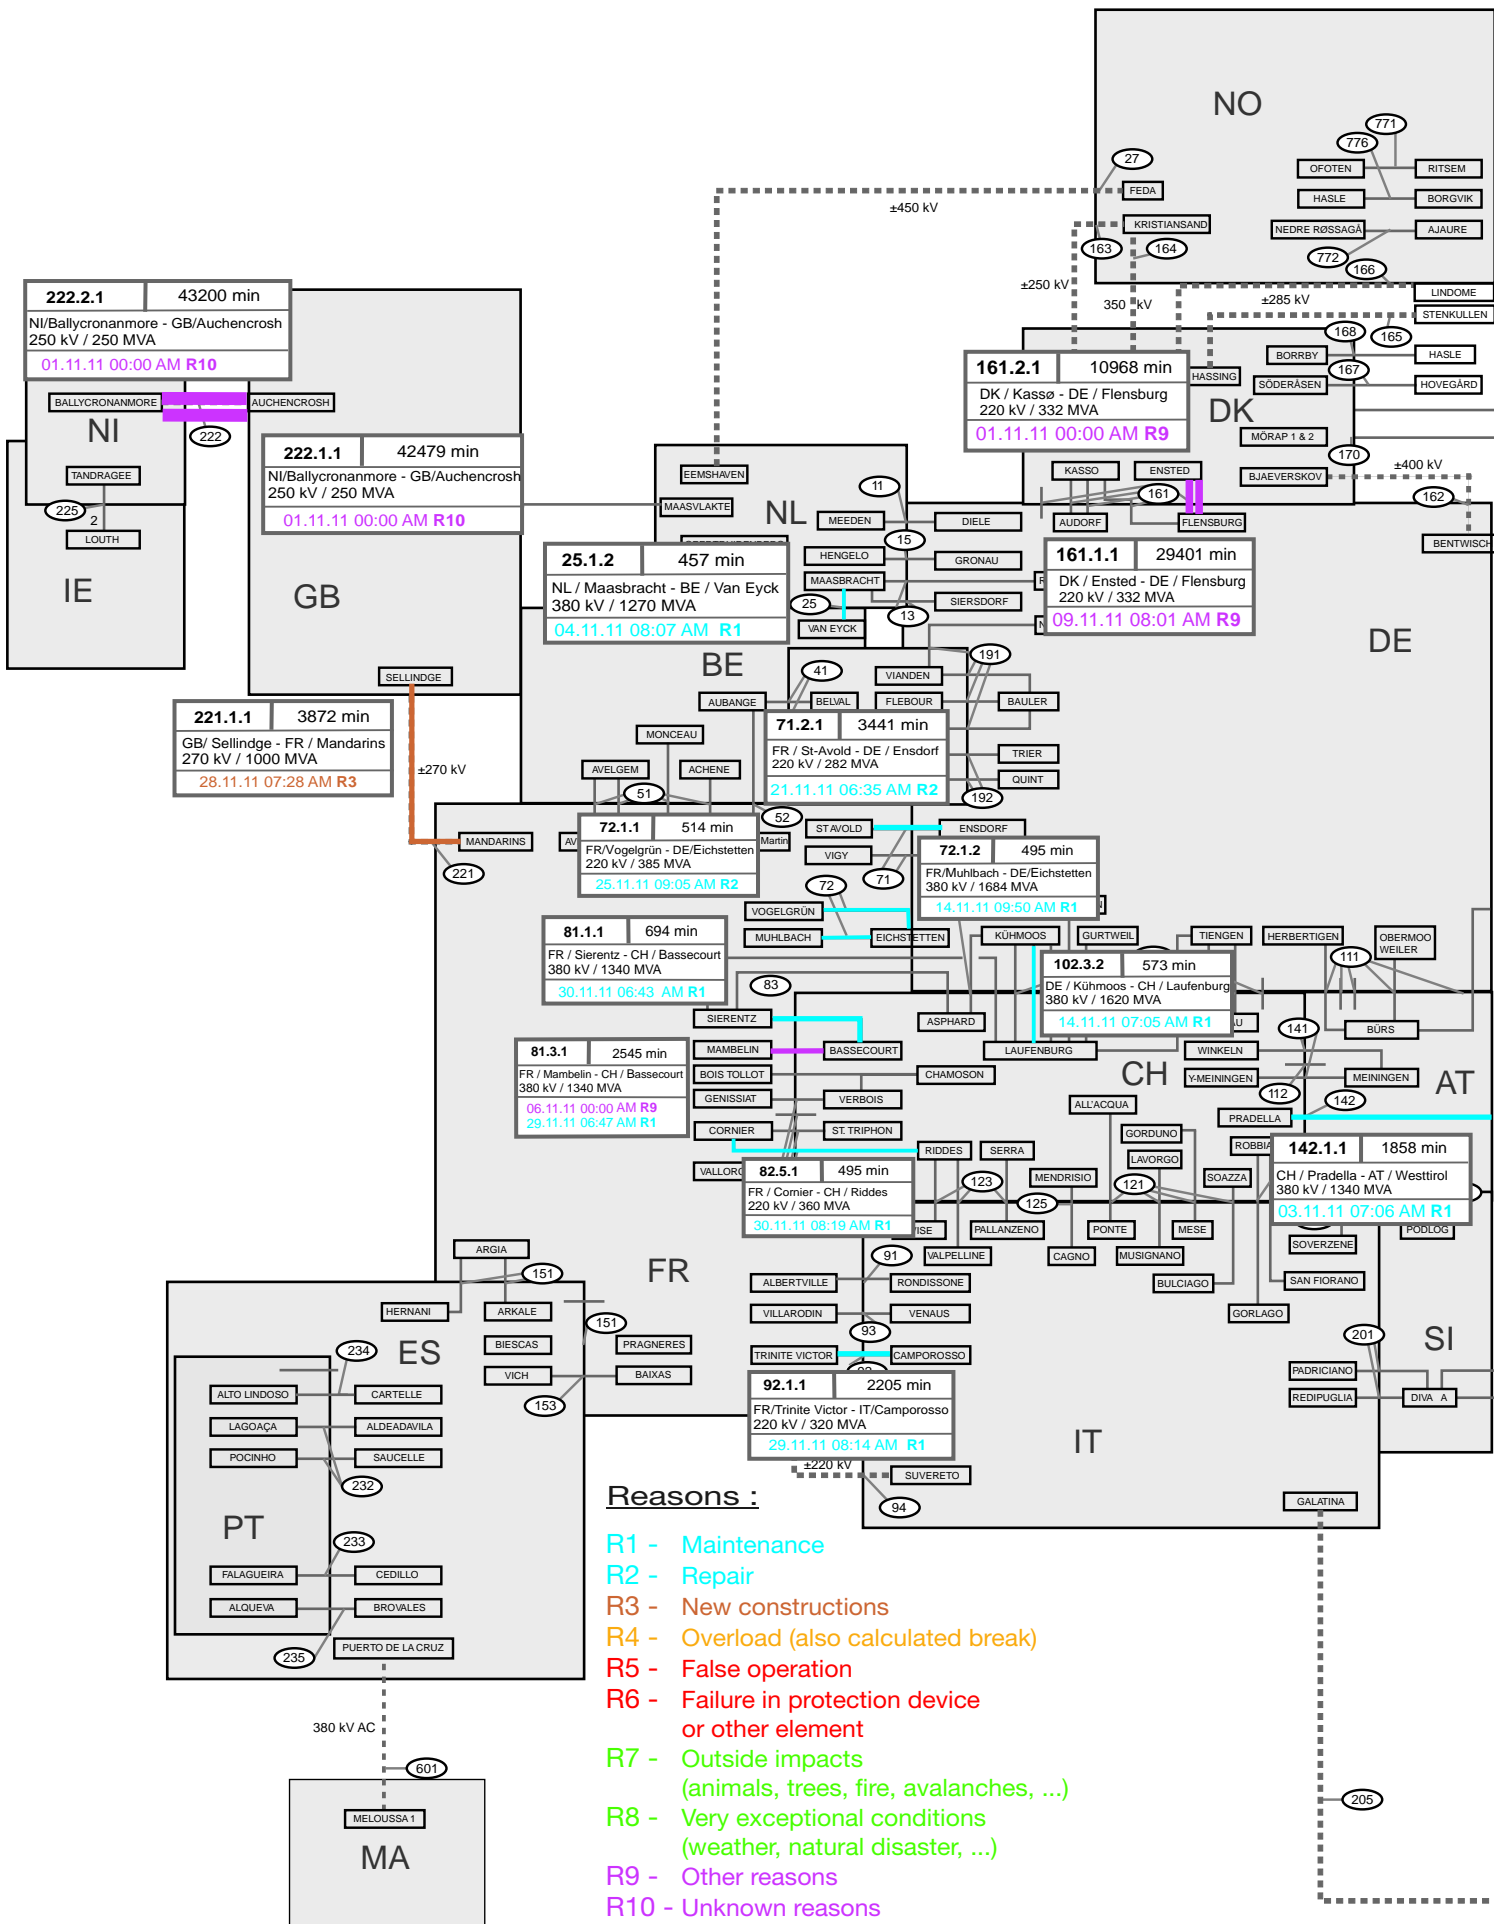 NO
771
776
27
OFOTEN
RITSEM
FEDA
HASLE
BORGVIK
±450 kV
KRISTIANSAND
NEDRE RØSSAGÅ
AJAURE
163
164
772
166
±250 kV
350 kV
±285 kV
LINDOME
STENKULLEN
168
165
222.2.1 43200 min
NI/Ballycronanmore - GB/Auchencrosh
250 kV / 250 MVA
01.11.11 00:00 AM R10
161.2.1 10968 min
DK / Kassø - DE / Flensburg
220 kV / 332 MVA
01.11.11 00:00 AM R9
HASSING
BORRBY
HASLE
167
SÖDERÅSEN
HOVEGÅRD
DK
BALLYCRONANMORE
AUCHENCROSH
222
NI
MÖRAP 1 & 2
170
222.1.1 42479 min
NI/Ballycronanmore - GB/Auchencrosh
250 kV / 250 MVA
01.11.11 00:00 AM R10
TANDRAGEE
225
2
LOUTH
IE
GB
EEMSHAVEN
MAASVLAKTE
NL
11
KASSO
ENSTED
161
BJAEVERSKOV
±400 kV
162
MEEDEN
DIELE
AUDORF
FLENSBURG
15
BENTWISCH
25.1.2 457 min
NL / Maasbracht - BE / Van Eyck
380 kV / 1270 MVA
04.11.11 08:07 AM R1
HENGELO
GRONAU
MAASBRACHT
SIERSDORF
25
13
VAN EYCK
161.1.1 29401 min
DK / Ensted - DE / Flensburg
220 kV / 332 MVA
09.11.11 08:01 AM R9
DE
BE
191
41
VIANDEN
SELLINDGE
AUBANGE
BELVAL
FLEBOUR
BAULER
221.1.1 3872 min
GB/ Sellindge - FR / Mandarins
270 kV / 1000 MVA
28.11.11 07:28 AM R3
±270 kV
MONCEAU
71.2.1 3441 min
FR / St-Avold - DE / Ensdorf
220 kV / 282 MVA
21.11.11 06:35 AM R2
TRIER
QUINT
192
AVELGEM
ACHENE
51
52
MANDARINS
221
AV
Martin
72.1.1 514 min
FR/Vogelgrün - DE/Eichstetten
220 kV / 385 MVA
25.11.11 09:05 AM R2
ST AVOLD
ENSDORF
VIGY
71
72
72.1.2 495 min
FR/Muhlbach - DE/Eichstetten
380 kV / 1684 MVA
14.11.11 09:50 AM R1
VOGELGRÜN
MUHLBACH
EICHSTETTEN
81.1.1 694 min
FR / Sierentz - CH / Bassecourt
380 kV / 1340 MVA
30.11.11 06:43 AM R1
KÜHMOOS
GURTWEIL
TIENGEN
HERBERTIGEN
OBERMOO
WEILER
111
102.3.2 573 min
DE / Kühmoos - CH / Laufenburg
380 kV / 1620 MVA
14.11.11 07:05 AM R1
83
SIERENTZ
ASPHARD
AU
BÜRS
141
81.3.1 2545 min
FR / Mambelin - CH / Bassecourt
380 kV / 1340 MVA
06.11.11 00:00 AM R9
29.11.11 06:47 AM R1
MAMBELIN
BASSECOURT
LAUFENBURG
WINKELN
BOIS TOLLOT
CHAMOSON
CH
Y-MEININGEN
MEININGEN
AT
GENISSIAT
VERBOIS
112
142
ALL'ACQUA
PRADELLA
CORNIER
ST. TRIPHON
GORDUNO
RIDDES
SERRA
LAVORGO
ROBBIA
142.1.1 1858 min
CH / Pradella - AT / Westtirol
380 kV / 1340 MVA
03.11.11 07:06 AM R1
VALLORC
82.5.1 495 min
FR / Cornier - CH / Riddes
220 kV / 360 MVA
30.11.11 08:19 AM R1
123
MENDRISIO
121
SOAZZA
125
VISE
PALLANZENO
PONTE
MESE
PODLOG
VALPELLINE
CAGNO
MUSIGNANO
SOVERZENE
ARGIA
FR
91
BULCIAGO
SAN FIORANO
151
ALBERTVILLE
RONDISSONE
HERNANI
ARKALE
VILLARODIN
VENAUS
GORLAGO
151
93
201
SI
ES
BIESCAS
PRAGNERES
234
TRINITE VICTOR
CAMPOROSSO
PADRICIANO
VICH
BAIXAS
92.1.1 2205 min
FR/Trinite Victor - IT/Camporosso
220 kV / 320 MVA
29.11.11 08:14 AM R1
ALTO LINDOSO
CARTELLE
153
REDIPUGLIA
DIVA A
LAGOAÇA
ALDEADAVILA
IT
POCINHO
SAUCELLE
±220 kV
SUVERETO
232
94
GALATINA
PT
233
FALAGUEIRA
CEDILLO
ALQUEVA
BROVALES
235
PUERTO DE LA CRUZ
380 kV AC
601
MELOUSSA 1
MA
205
Reasons :
R1 - Maintenance
R2 - Repair
R3 - New constructions
R4 - Overload (also calculated break)
R5 - False operation
R6 - Failure in protection device
or other element
R7 - Outside impacts
(animals, trees, fire, avalanches, ...)
R8 - Very exceptional conditions
(weather, natural disaster, ...)
R9 - Other reasons
R10 - Unknown reasons